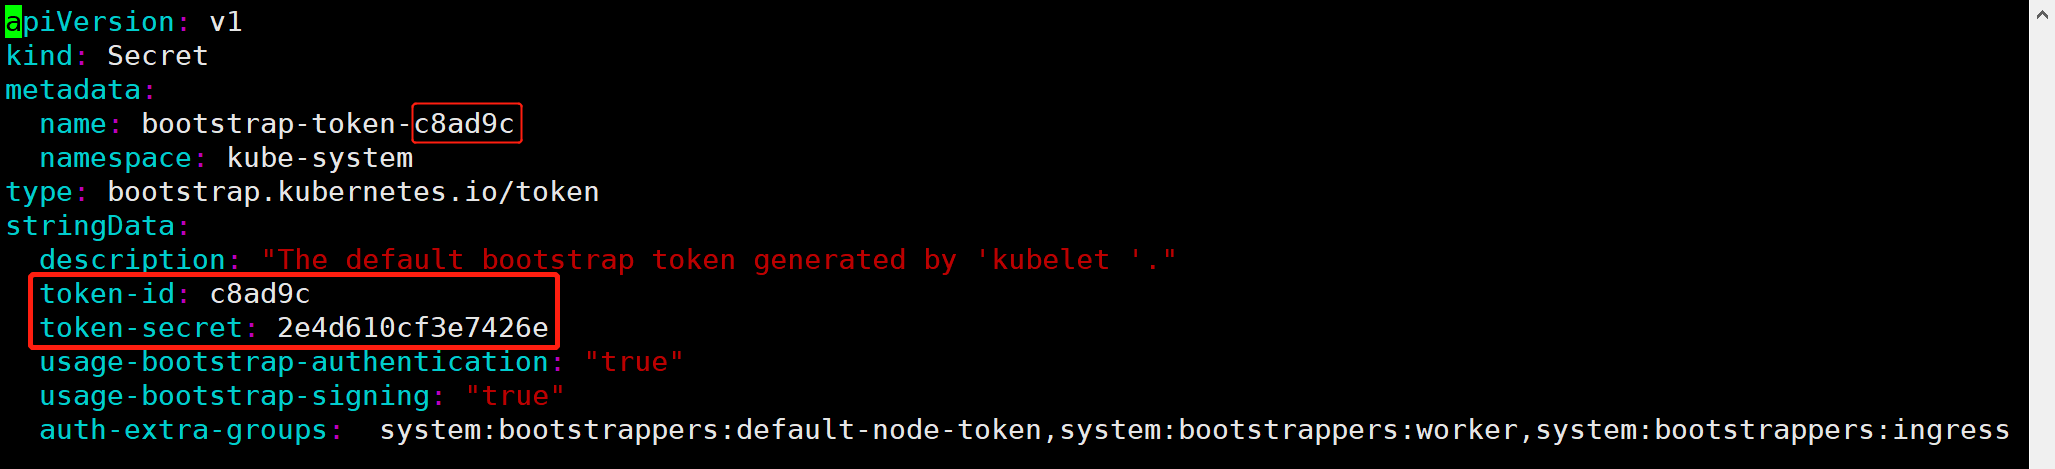 apiVersion: v1
kind: Secret
metadata:
  name: bootstrap-token-c8ad9c
  namespace: kube-system
type: bootstrap.kubernetes.io/token
stringData:
  description: "The default bootstrap token generated by 'kubelet '."
  token-id: c8ad9c
  token-secret: 2e4d610cf3e7426e
  usage-bootstrap-authentication: "true"
  usage-bootstrap-signing: "true"
  auth-extra-groups:  system:bootstrappers:default-node-token,system:bootstrappers:worker,system:bootstrappers:ingress